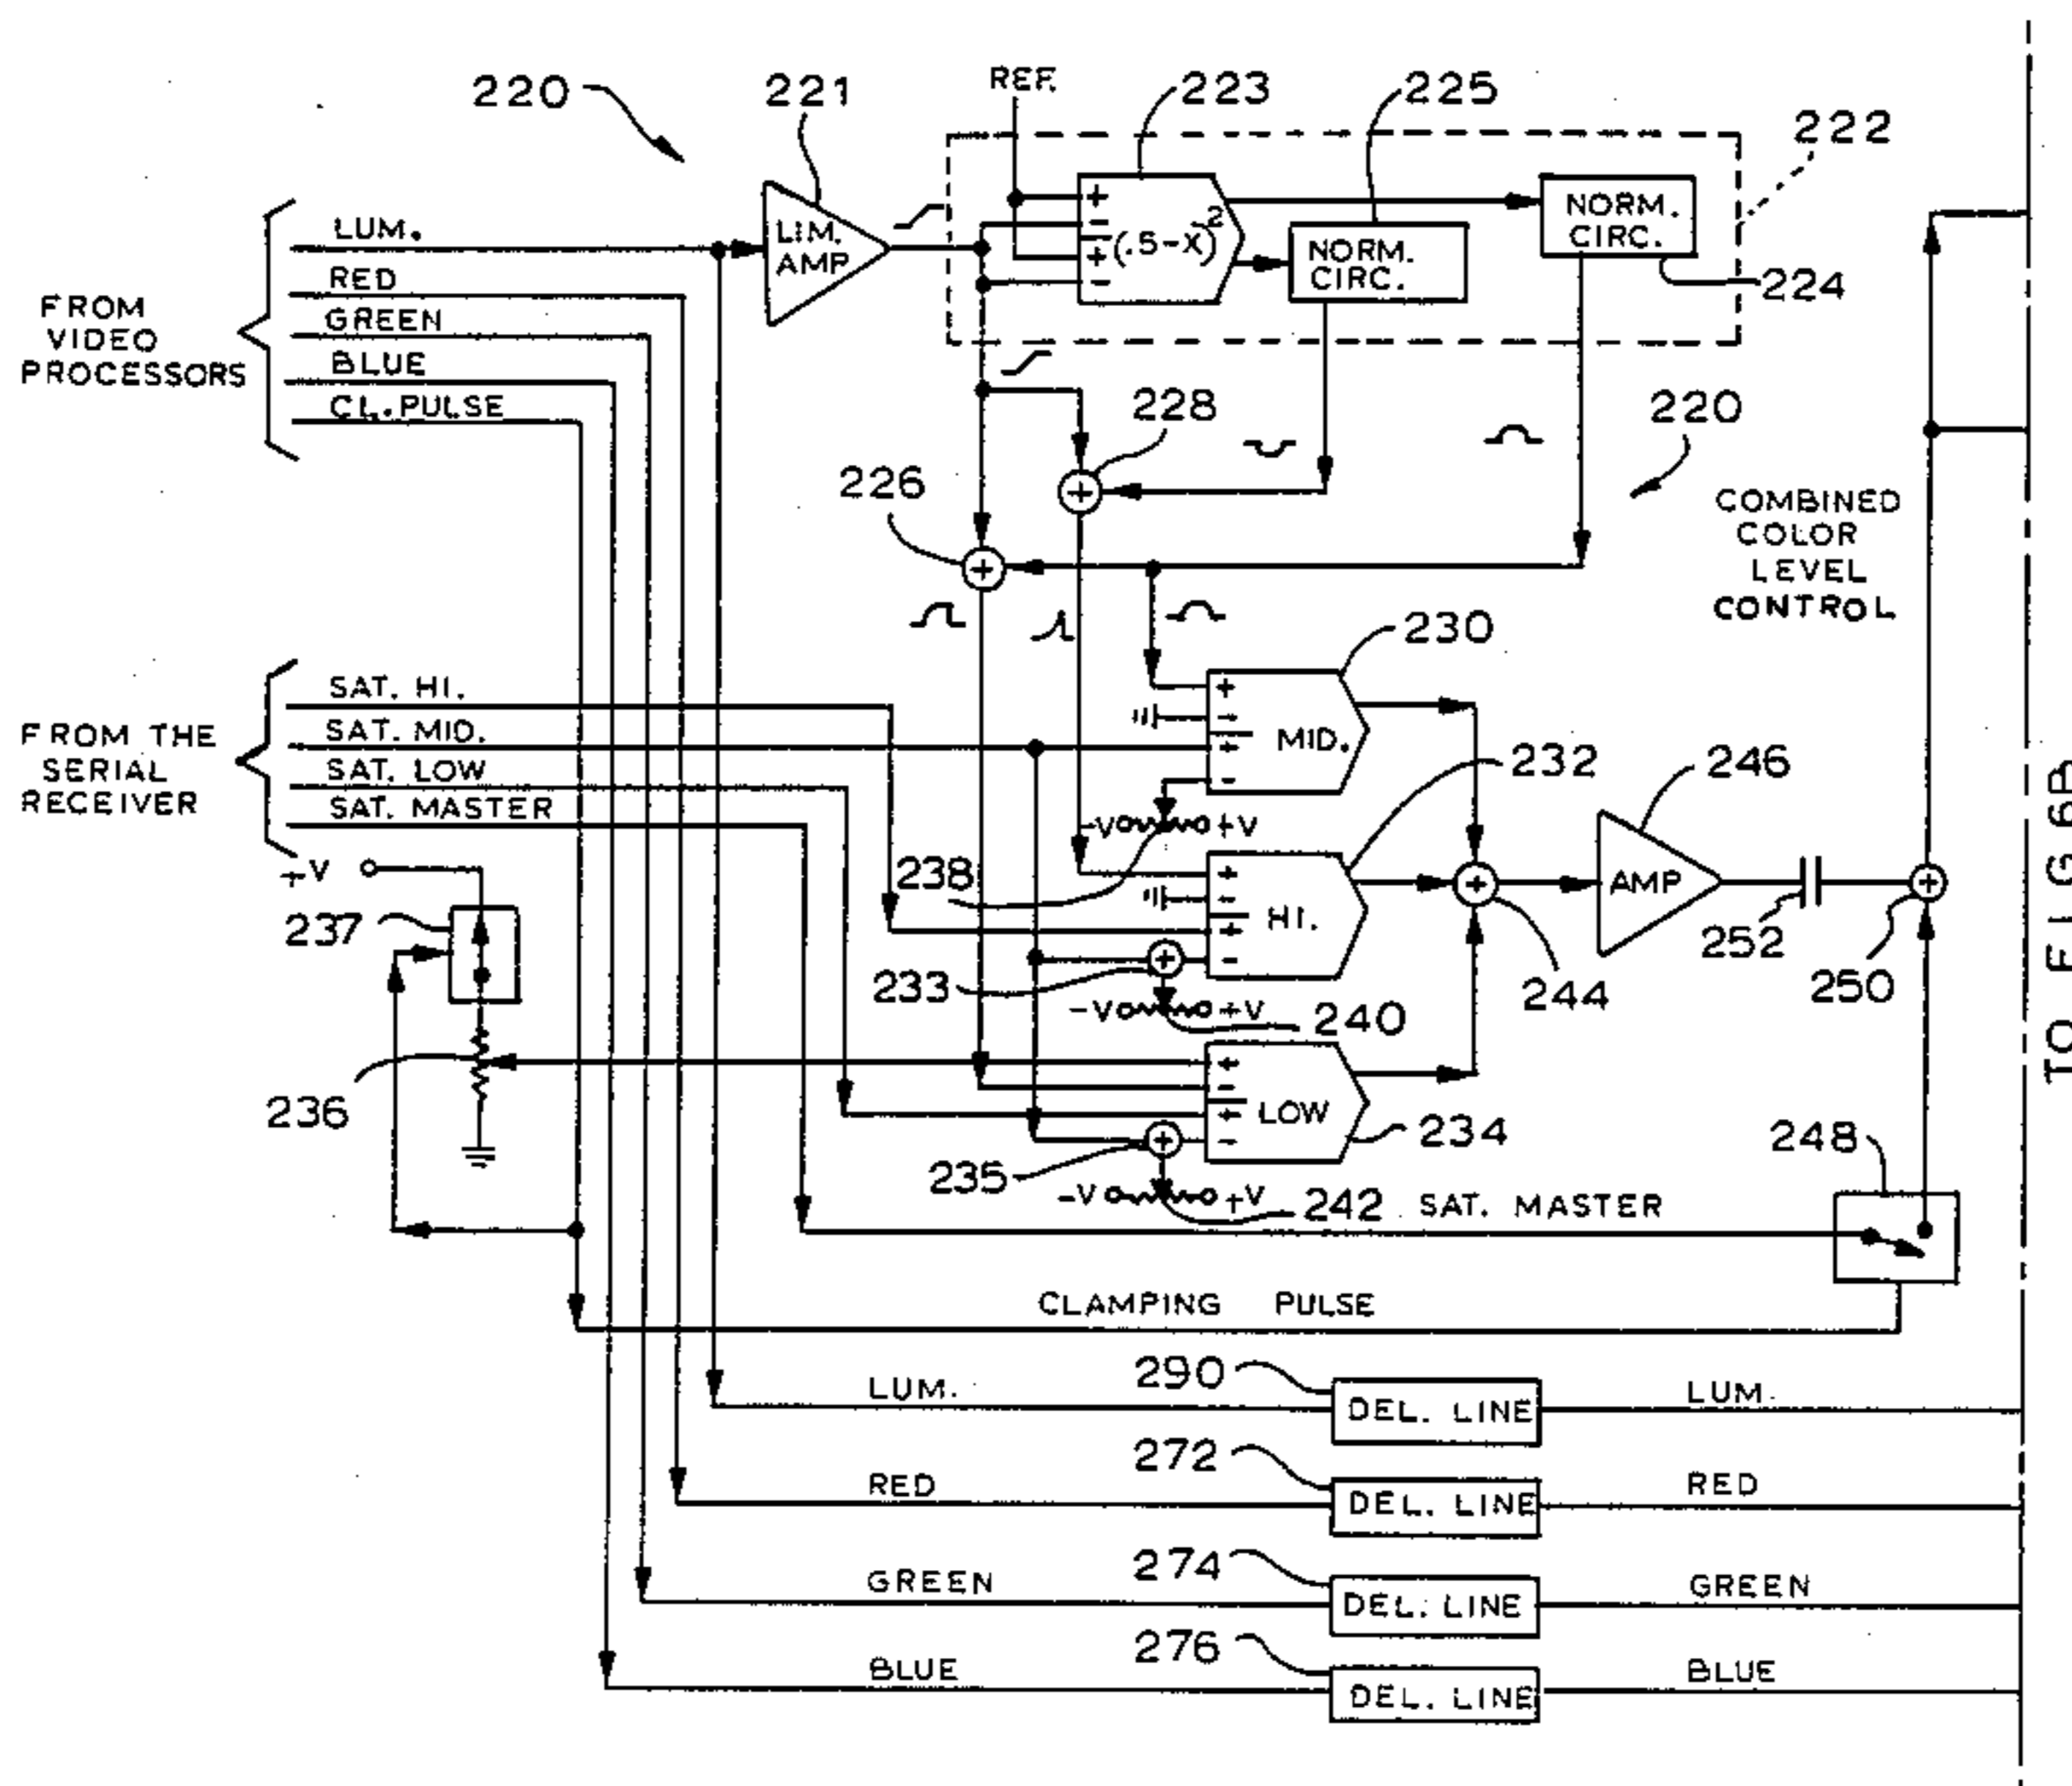 220
221
REF.
223
225
222
LUM.
LIM.
AMP
+
-
+
-
(.5-X)²
NORM.
CIRC.
NORM.
CIRC.
224
RED
GREEN
BLUE
CL. PULSE
FROM
VIDEO
PROCESSORS
228
226
220
COMBINED
COLOR
LEVEL
CONTROL
+
+
230
SAT. HI.
SAT. MID.
SAT. LOW
SAT. MASTER
FROM THE
SERIAL
RECEIVER
+
-
+
-
MID.
-V
+V
232
246
238
+
-
+
-
HI.
+
AMP
+
252
250
244
+V
237
233
+
-V
+V
240
236
+
-
+
-
LOW
234
235
+
-V
+V
242
SAT. MASTER
248
CLAMPING PULSE
290
LUM.
DEL. LINE
LUM.
272
RED
DEL. LINE
RED
274
GREEN
DEL. LINE
GREEN
276
BLUE
DEL. LINE
BLUE